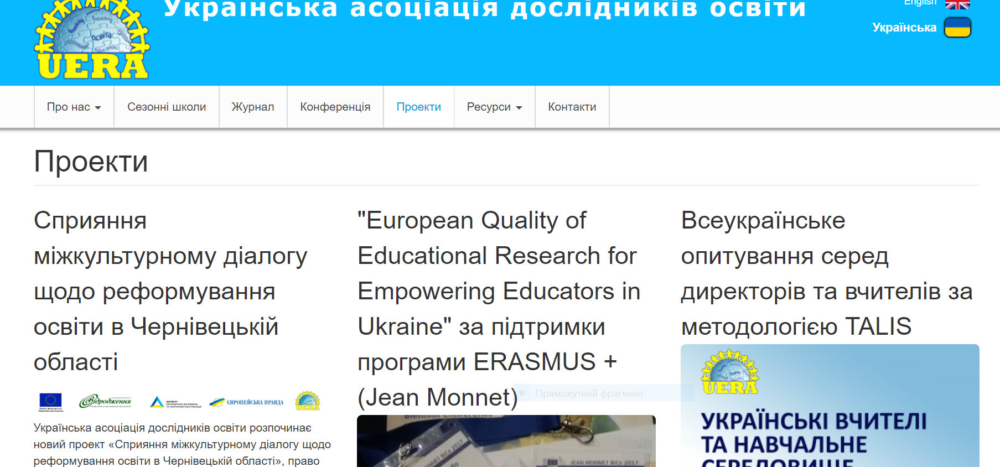 Українська асоціація дослідників освіти
English
Українська
Освіта
Education
UERA
Про нас
Сезонні школи
Журнал
Конференція
Проекти
Ресурси
Контакти
Проекти
Сприяння
міжкультурному діалогу
щодо реформування
освіти в Чернівецькій
області
Відродження
ЄВРОПЕЙСЬКА ПРАВДА
UERA
Українська асоціація дослідників освіти розпочинає
новий проект «Сприяння міжкультурному діалогу щодо
реформування освіти в Чернівецькій області», право
"European Quality of
Educational Research for
Empowering Educators in
Ukraine" за підтримки
програми ERASMUS +
(Jean Monnet)
Прямокутний фрагмент
JEAN MONNET BiCo 2017
Всеукраїнське
опитування серед
директорів та вчителів за
методологією TALIS
UERA
УКРАЇНСЬКІ ВЧИТЕЛІ
ТА НАВЧАЛЬНЕ
СЕРЕДОВИЩЕ